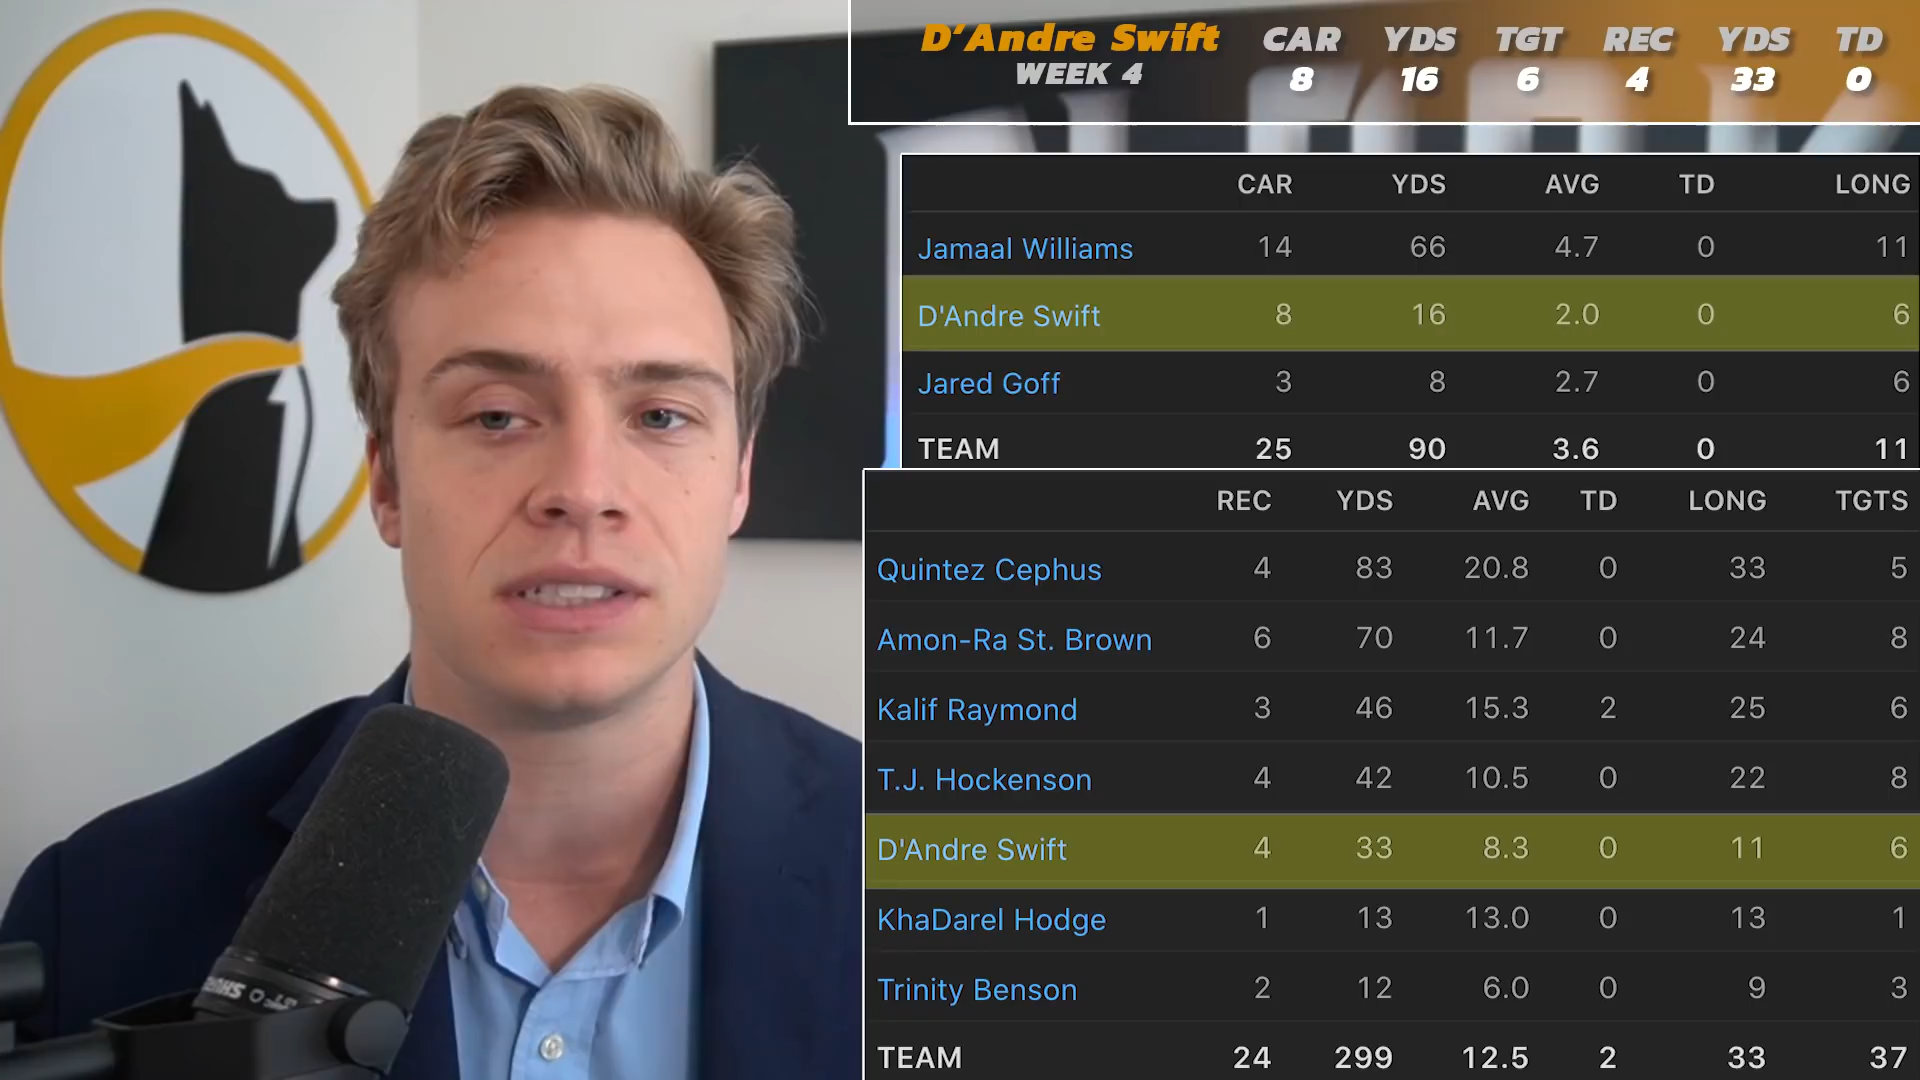 D'Andre Swift CAR YDS TGT REC YDS TD
WEEK 4 8 16 6 4 33 0
CAR YDS AVG TD LONG
Jamaal Williams 14 66 4.7 0 11
D'Andre Swift 8 16 2.0 0 6
Jared Goff 3 8 2.7 0 6
TEAM 25 90 3.6 0 11
REC YDS AVG TD LONG TGTS
Quintez Cephus 4 83 20.8 0 33 5
Amon-Ra St. Brown 6 70 11.7 0 24 8
Kalif Raymond 3 46 15.3 2 25 6
T.J. Hockenson 4 42 10.5 0 22 8
D'Andre Swift 4 33 8.3 0 11 6
KhaDarel Hodge 1 13 13.0 0 13 1
Trinity Benson 2 12 6.0 0 9 3
TEAM 24 299 12.5 2 33 37